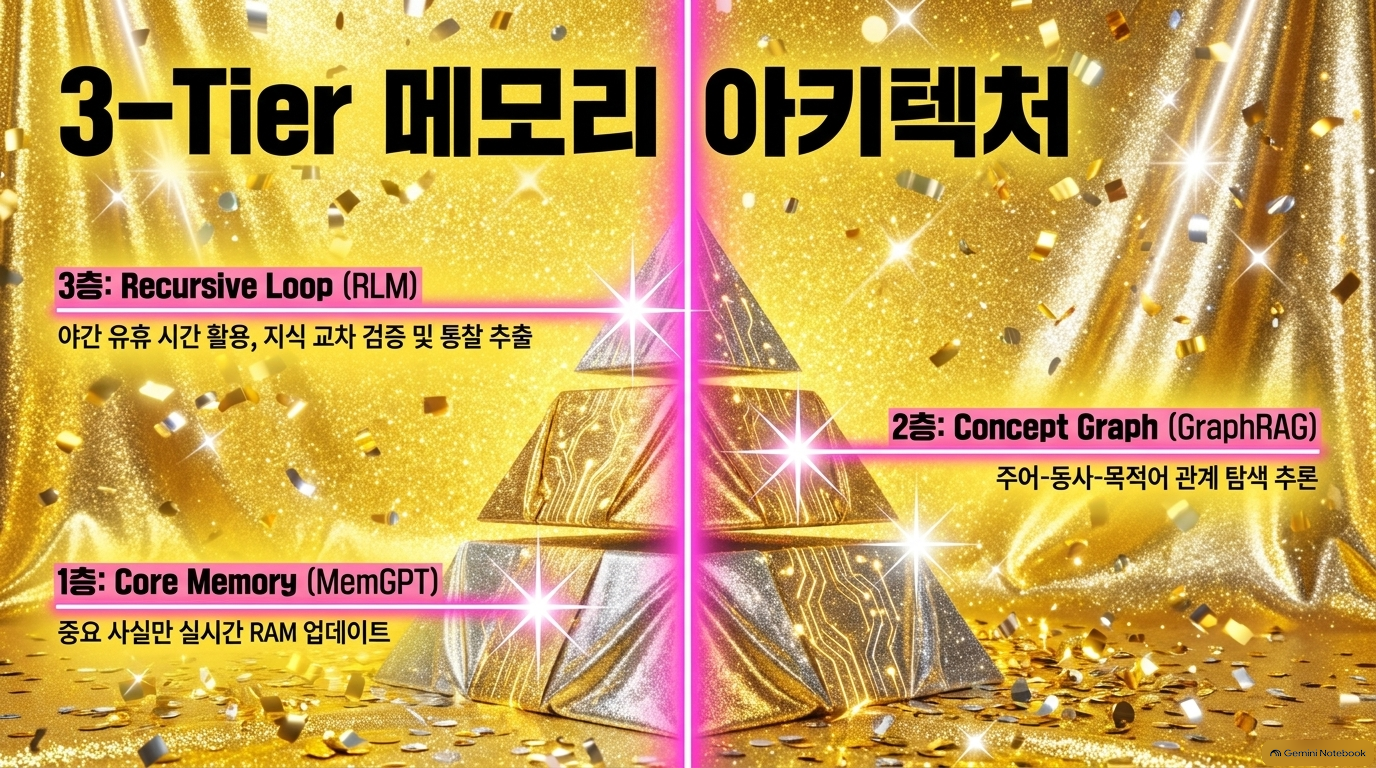 3-Tier 메모리 아키텍처
3층: Recursive Loop (RLM)
야간 유휴 시간 활용, 지식 교차 검증 및 통찰 추출
2층: Concept Graph (GraphRAG)
주어-동사-목적어 관계 탐색 추론
1층: Core Memory (MemGPT)
중요 사실만 실시간 RAM 업데이트
Gemini Notebook